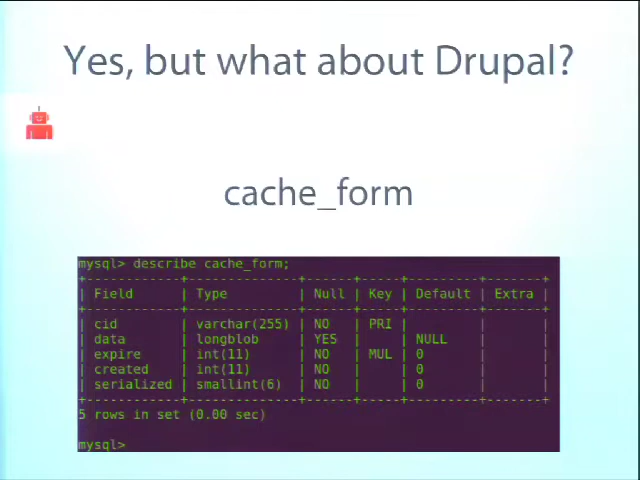 Yes, but what about Drupal?
cache_form
mysql> describe cache_form;
+------------+--------------+------+-----+---------+-------+
| Field      | Type         | Null | Key | Default | Extra |
+------------+--------------+------+-----+---------+-------+
| cid        | varchar(255) | NO   | PRI |         |       |
| data       | longblob     | YES  |     | NULL    |       |
| expire     | int(11)      | NO   | MUL | 0       |       |
| created    | int(11)      | NO   |     | 0       |       |
| serialized | smallint(6)  | NO   |     | 0       |       |
+------------+--------------+------+-----+---------+-------+
5 rows in set (0.00 sec)
mysql>